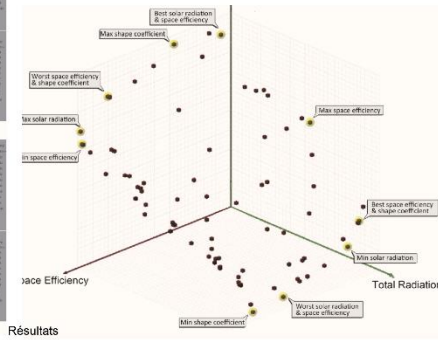 Best solar radiation
& space efficiency
Max shape coefficient
Worst space efficiency
& shape coefficient
Max space efficiency
ax solar radiation
in space efficiency
Best space efficiency
& shape coefficient
Min solar radiation
pace Efficiency
Total Radiation
Worst solar radiation
& space efficiency
Min shape coefficient
Résultats